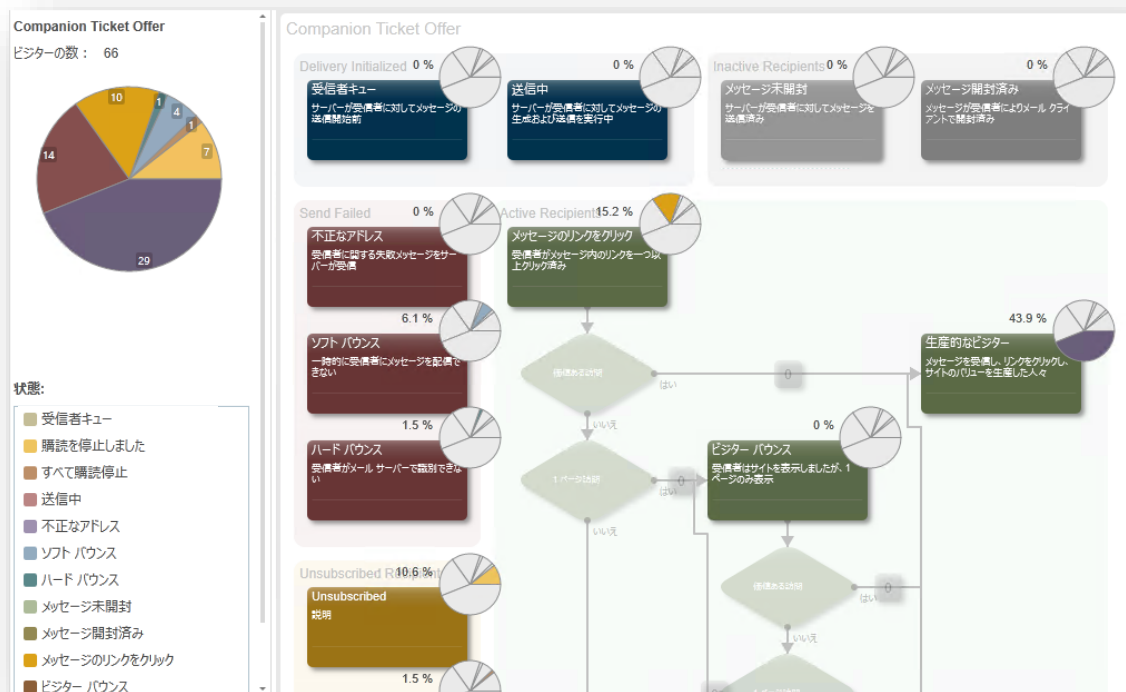 Companion Ticket Offer
ビジターの数： 66
10
1
4
1
7
14
29
状態:
受信者キュー
購読を停止しました
すべて購読停止
送信中
不正なアドレス
ソフト バウンス
ハード バウンス
メッセージ未開封
メッセージ開封済み
メッセージのリンクをクリック
ビジター バウンス
Companion Ticket Offer
Delivery Initialized
0 %
受信者キュー
サーバーが受信者に対してメッセージの
送信開始前
0 %
送信中
サーバーが受信者に対してメッセージの
生成および送信を実行中
Inactive Recipients
0 %
メッセージ未開封
サーバーが受信者に対してメッセージを
送信済み
0 %
メッセージ開封済み
メッセージが受信者によりメール クライ
アントで開封済み
Send Failed
0 %
不正なアドレス
受信者に関する失敗メッセージをサー
バーが受信
6.1 %
ソフト バウンス
一時的に受信者にメッセージを配信で
きない
1.5 %
ハード バウンス
受信者がメール サーバーで識別できな
い
Unsubscribed Recipient
10.6 %
Unsubscribed
説明
1.5 %
Active Recipients
15.2 %
メッセージのリンクをクリック
受信者がメッセージ内のリンクを一つ以
上クリック済み
価値ある訪問
はい
0
いいえ
43.9 %
生産的なビジター
メッセージを受信し、リンクをクリックし、
サイトのバリューを生産した人々
1 ページ訪問
はい
0
いいえ
0 %
ビジター バウンス
受信者はサイトを表示しましたが、1
ページのみ表示
価値ある訪問
はい
0
いいえ